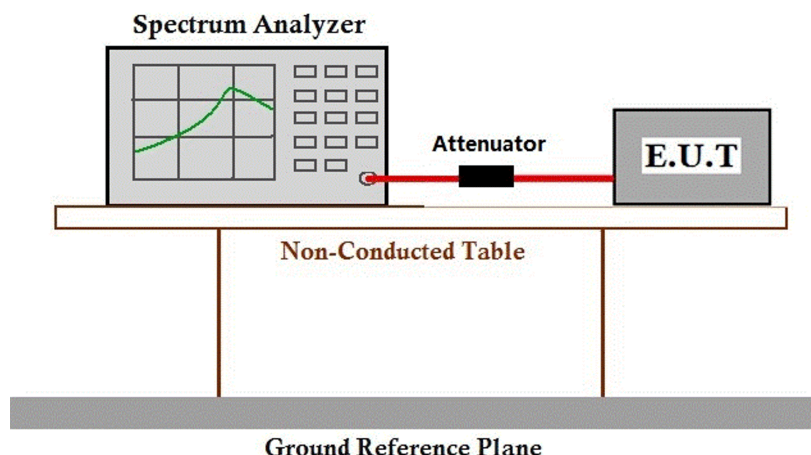 Spectrum Analyzer
Attenuator
E.U.T
Non-Conducted Table
Ground Reference Plane